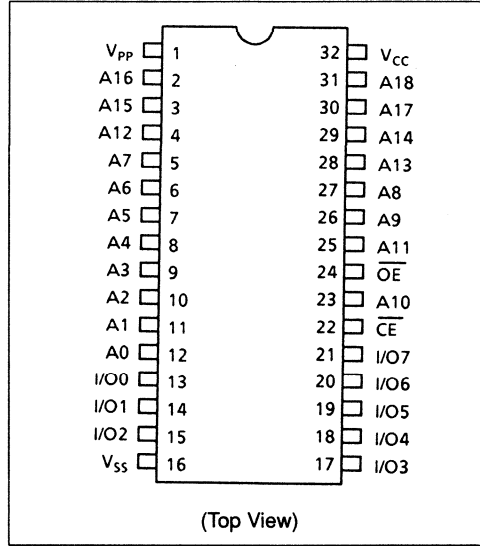 VPP 1 32 VCC
A16 2 31 A18
A15 3 30 A17
A12 4 29 A14
A7 5 28 A13
A6 6 27 A8
A5 7 26 A9
A4 8 25 A11
A3 9 24 O̅E̅
A2 10 23 A10
A1 11 22 C̅E̅
A0 12 21 I/O7
I/O0 13 20 I/O6
I/O1 14 19 I/O5
I/O2 15 18 I/O4
VSS 16 17 I/O3
(Top View)